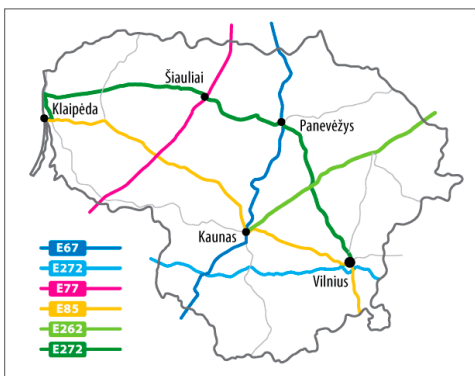 Šiauliai
Klaipėda
Panevėžys
Kaunas
Vilnius
E67
E272
E77
E85
E262
E272